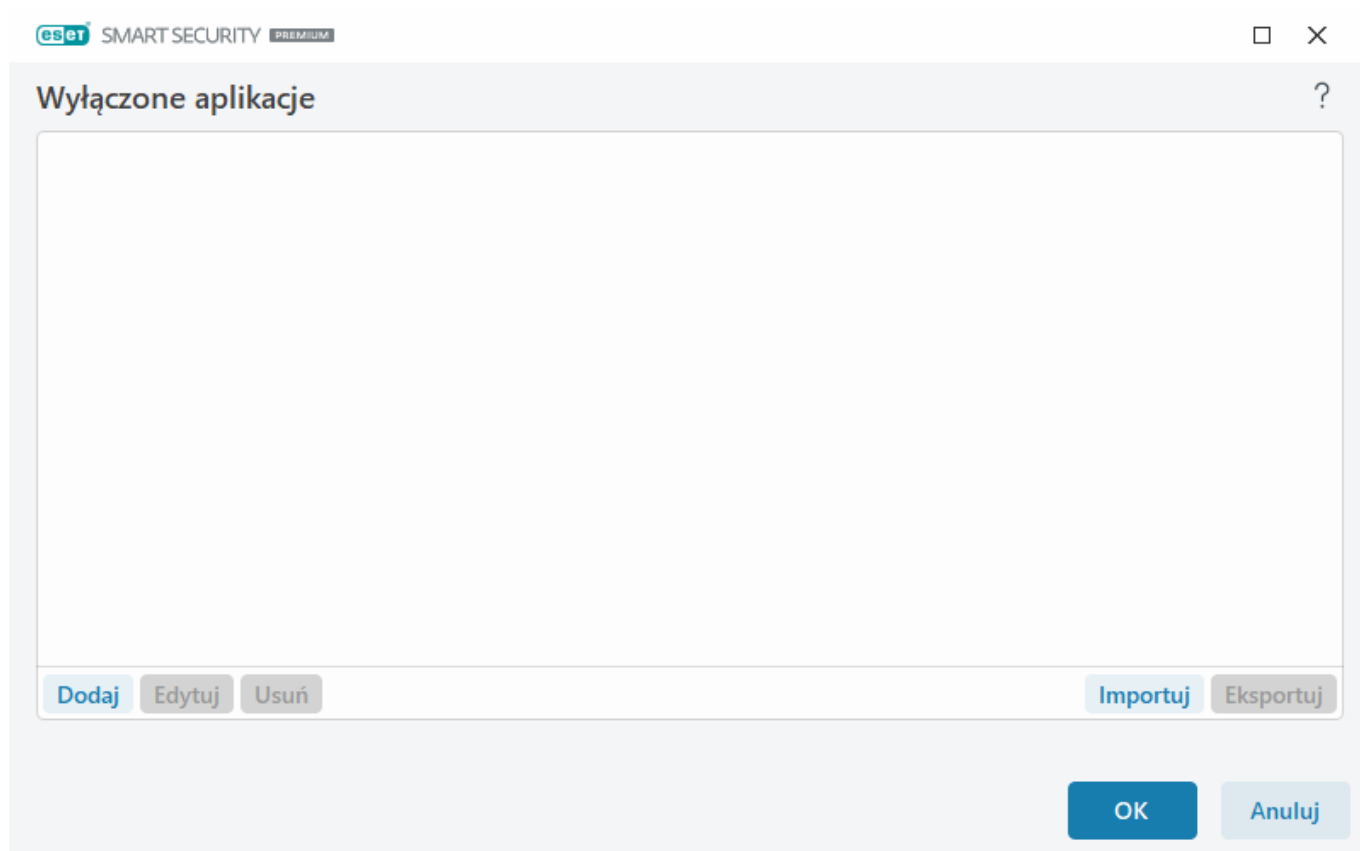 eset SMART SECURITY PREMIUM
Wyłączone aplikacje ?
Dodaj Edytuj Usuń Importuj Eksportuj
OK Anuluj